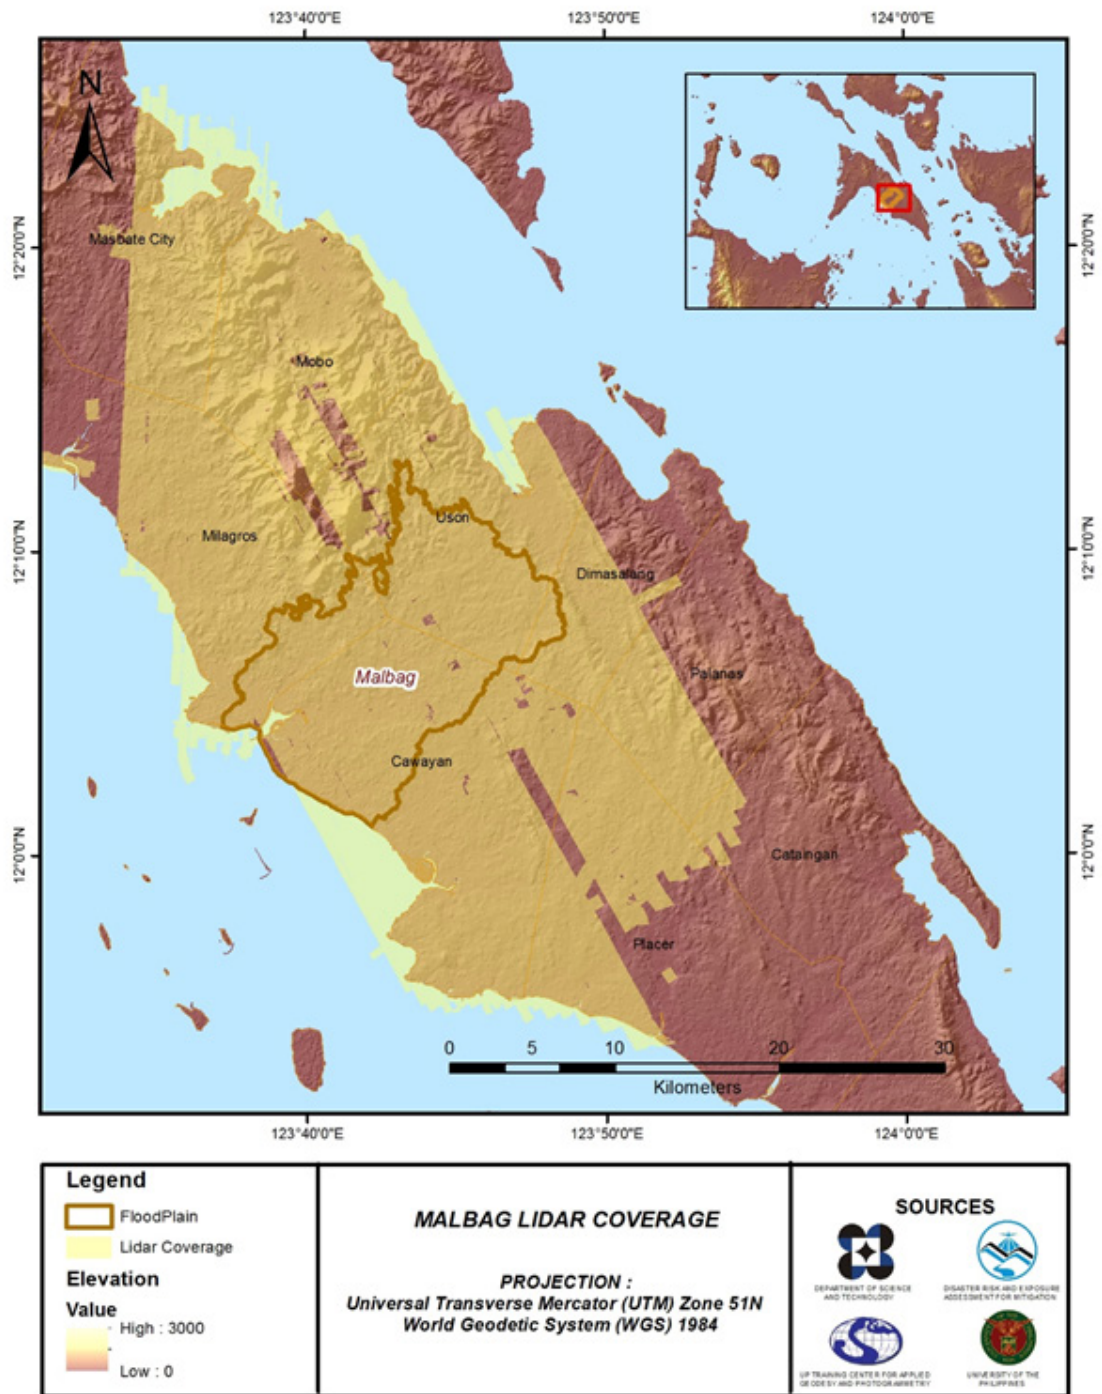 123°40'0"E
123°50'0"E
124°0'0"E
N
12°20'0"N
12°20'0"N
Masbate City
Mobo
Uson
Milagros
12°10'0"N
12°10'0"N
Dimasalang
Malbag
Palanas
Cawayan
12°0'0"N
12°0'0"N
Cataingan
Placer
0 5 10 20 30
Kilometers
123°40'0"E
123°50'0"E
124°0'0"E
Legend
FloodPlain
Lidar Coverage
Elevation
Value
High : 3000
Low : 0
MALBAG LIDAR COVERAGE
PROJECTION :
Universal Transverse Mercator (UTM) Zone 51N
World Geodetic System (WGS) 1984
SOURCES
DEPARTMENT OF SCIENCE
AND TECHNOLOGY
DISASTER RISK AND EXPOSURE
ASSESSMENT FOR MITIGATION
UP TRAINING CENTER FOR APPLIED
GEODESY AND PHOTOGRAMMETRY
UNIVERSITY OF THE
PHILIPPINES